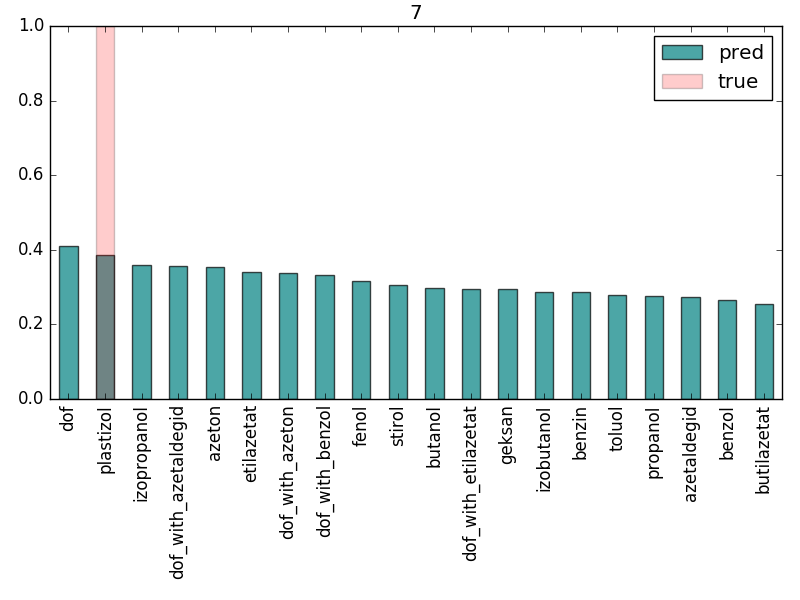 7
1.0
0.8
0.6
0.4
0.2
0.0
pred
true
dof
plastizol
izopropanol
dof_with_azetaldegid
azeton
etilazetat
dof_with_azeton
dof_with_benzol
fenol
stirol
butanol
dof_with_etilazetat
geksan
izobutanol
benzin
toluol
propanol
azetaldegid
benzol
butilazetat